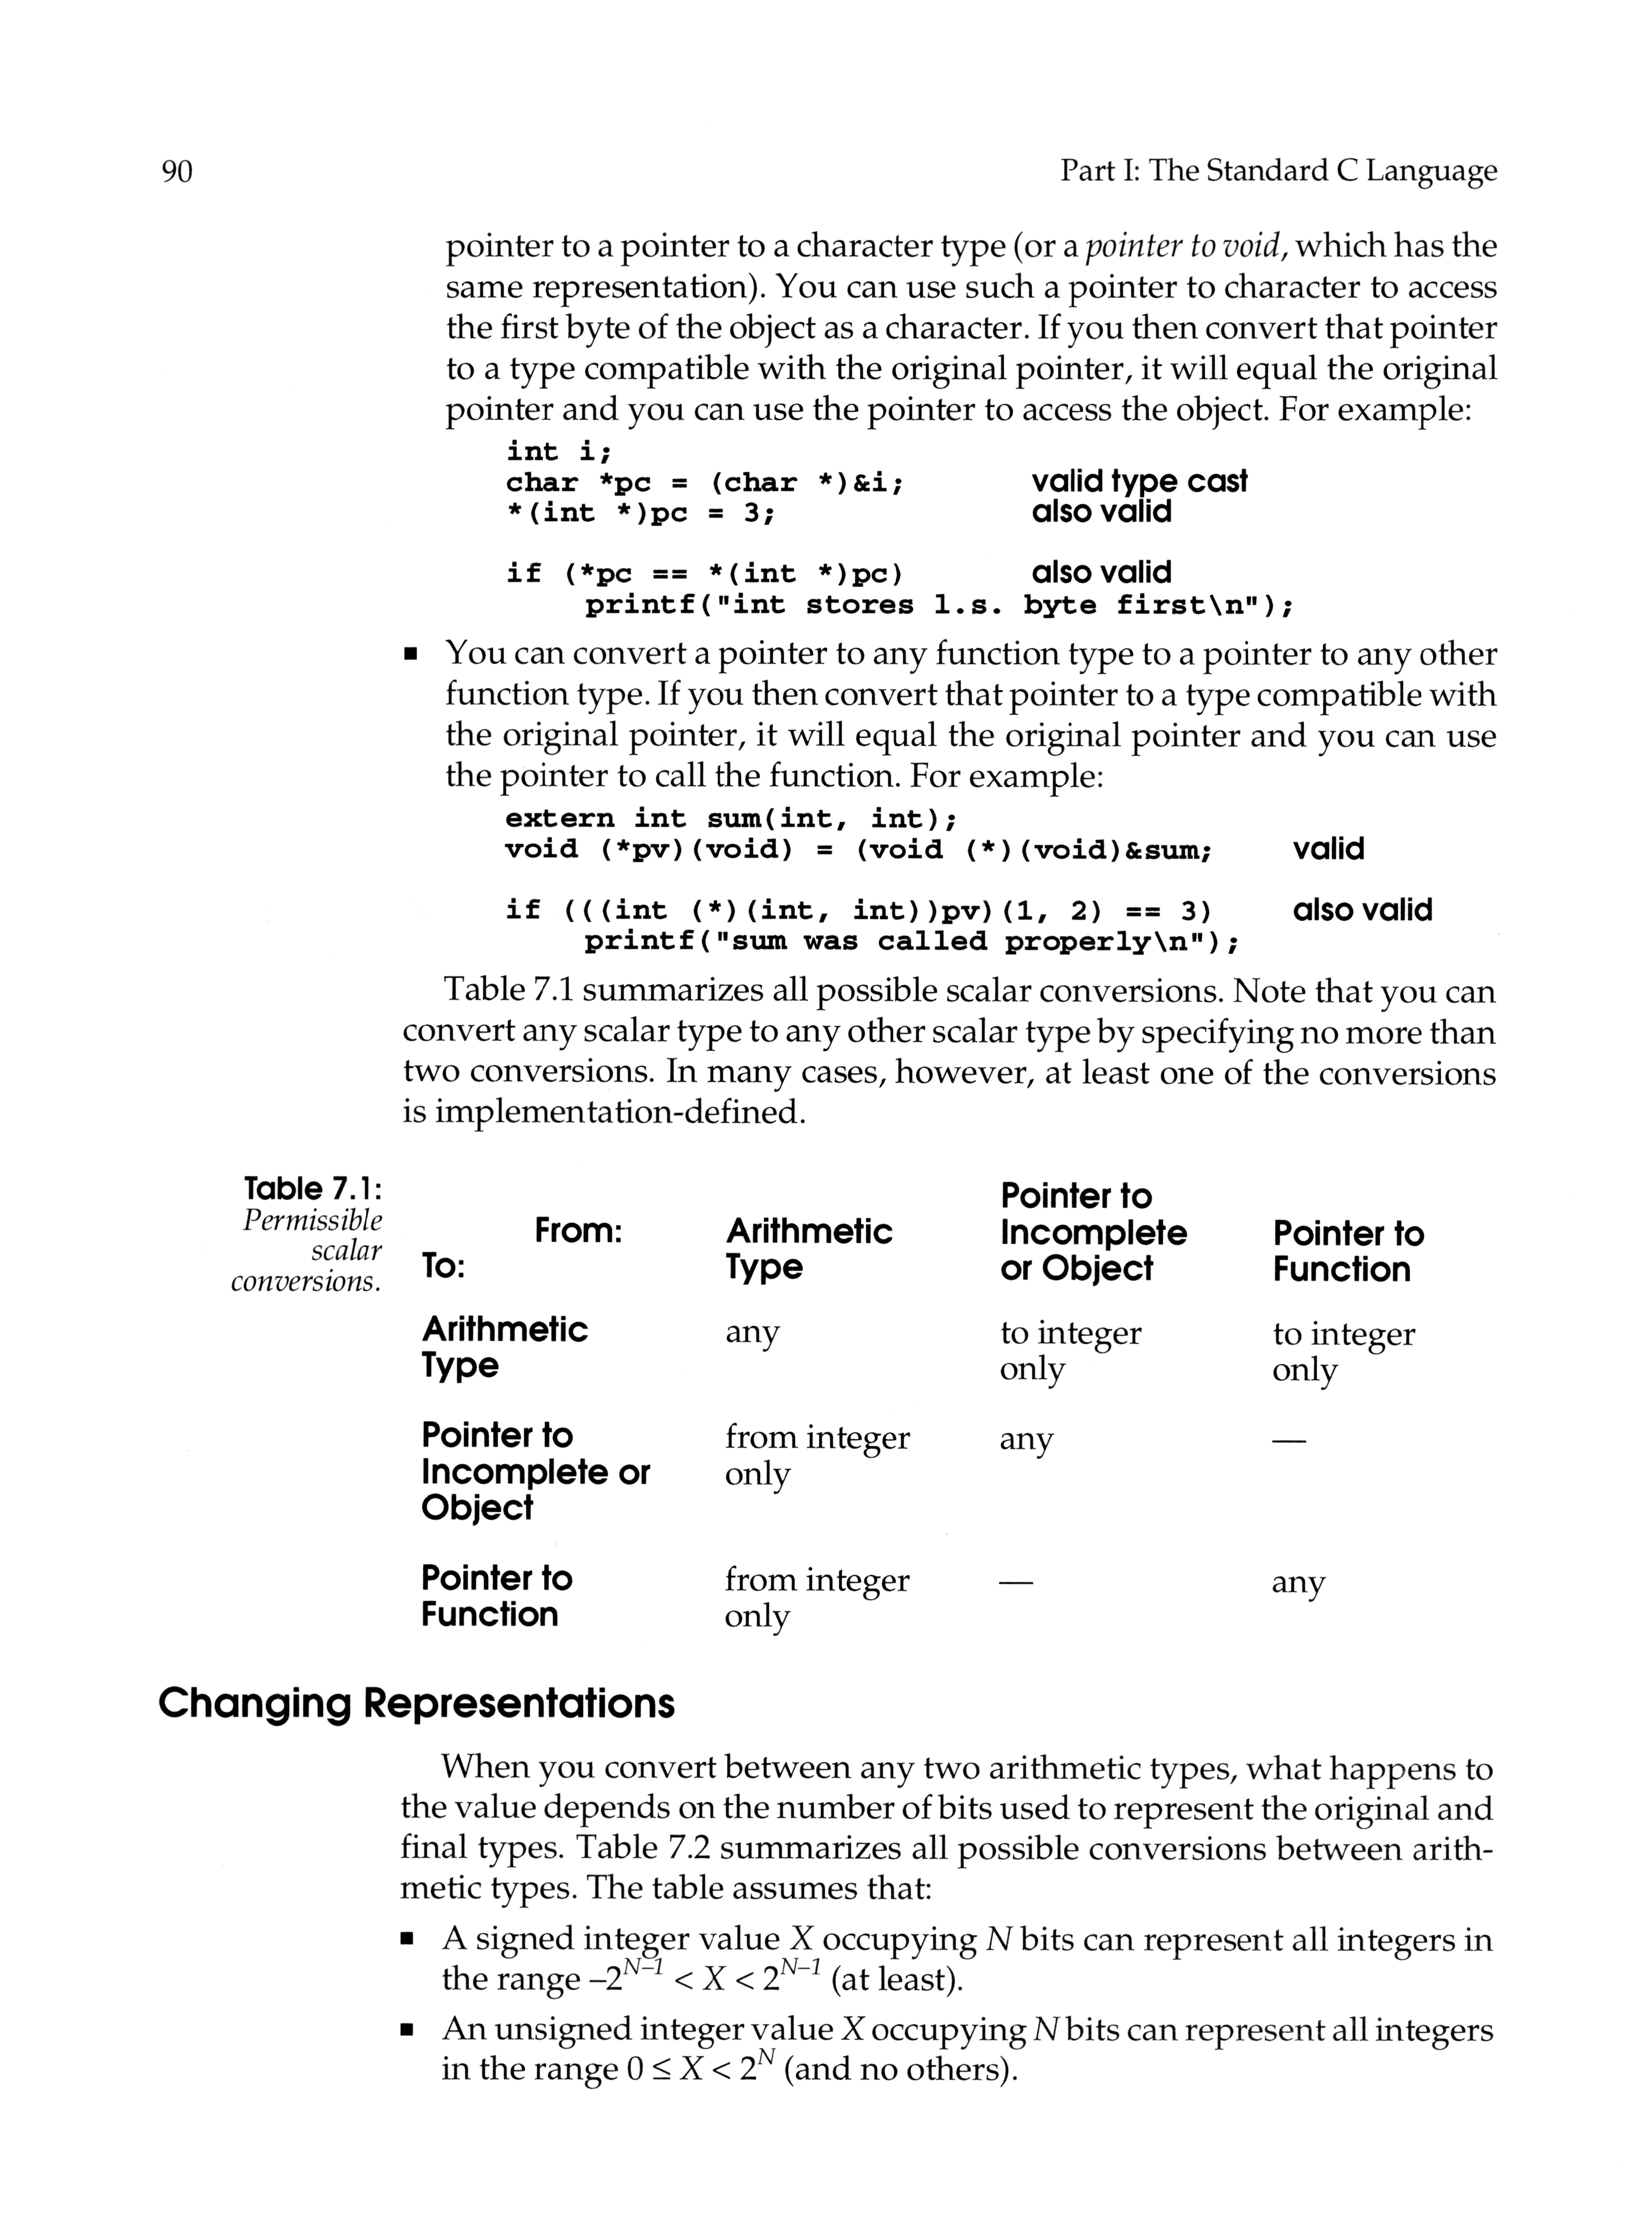 90 Part I: The Standard C Language
pointer to a pointer to a character type (or a pointer to void, which has the
same representation). You can use such a pointer to character to access
the first byte of the object as a character. If you then convert that pointer
to a type compatible with the original pointer, it will equal the original
pointer and you can use the pointer to access the object. For example:
int i;
char *pc = (char *)&i; valid type cast
*(int *)pc = 3; also valid
if (*pc == *(int *)pc) also valid
printf("int stores l.s. byte first\n");
▪ You can convert a pointer to any function type to a pointer to any other
function type. If you then convert that pointer to a type compatible with
the original pointer, it will equal the original pointer and you can use
the pointer to call the function. For example:
extern int sum(int, int);
void (*pv)(void) = (void (*)(void)&sum; valid
if (((int (*)(int, int))pv)(1, 2) == 3) also valid
printf("sum was called properly\n");
Table 7.1 summarizes all possible scalar conversions. Note that you can
convert any scalar type to any other scalar type by specifying no more than
two conversions. In many cases, however, at least one of the conversions
is implementation-defined.
Table 7.1:
Permissible
scalar
conversions.
Pointer to
From: Arithmetic Incomplete Pointer to
To: Type or Object Function
Arithmetic any to integer to integer
Type only only
Pointer to from integer any —
Incomplete or only
Object
Pointer to from integer — any
Function only
Changing Representations
When you convert between any two arithmetic types, what happens to
the value depends on the number of bits used to represent the original and
final types. Table 7.2 summarizes all possible conversions between arith-
metic types. The table assumes that:
▪ A signed integer value X occupying N bits can represent all integers in
the range –2^N–1 < X < 2^N–1 (at least).
▪ An unsigned integer value X occupying N bits can represent all integers
in the range 0 ≤ X < 2^N (and no others).